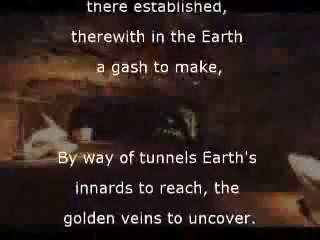 there established,
therewith in the Earth
a gash to make,
By way of tunnels Earth's
innards to reach, the
golden veins to uncover.